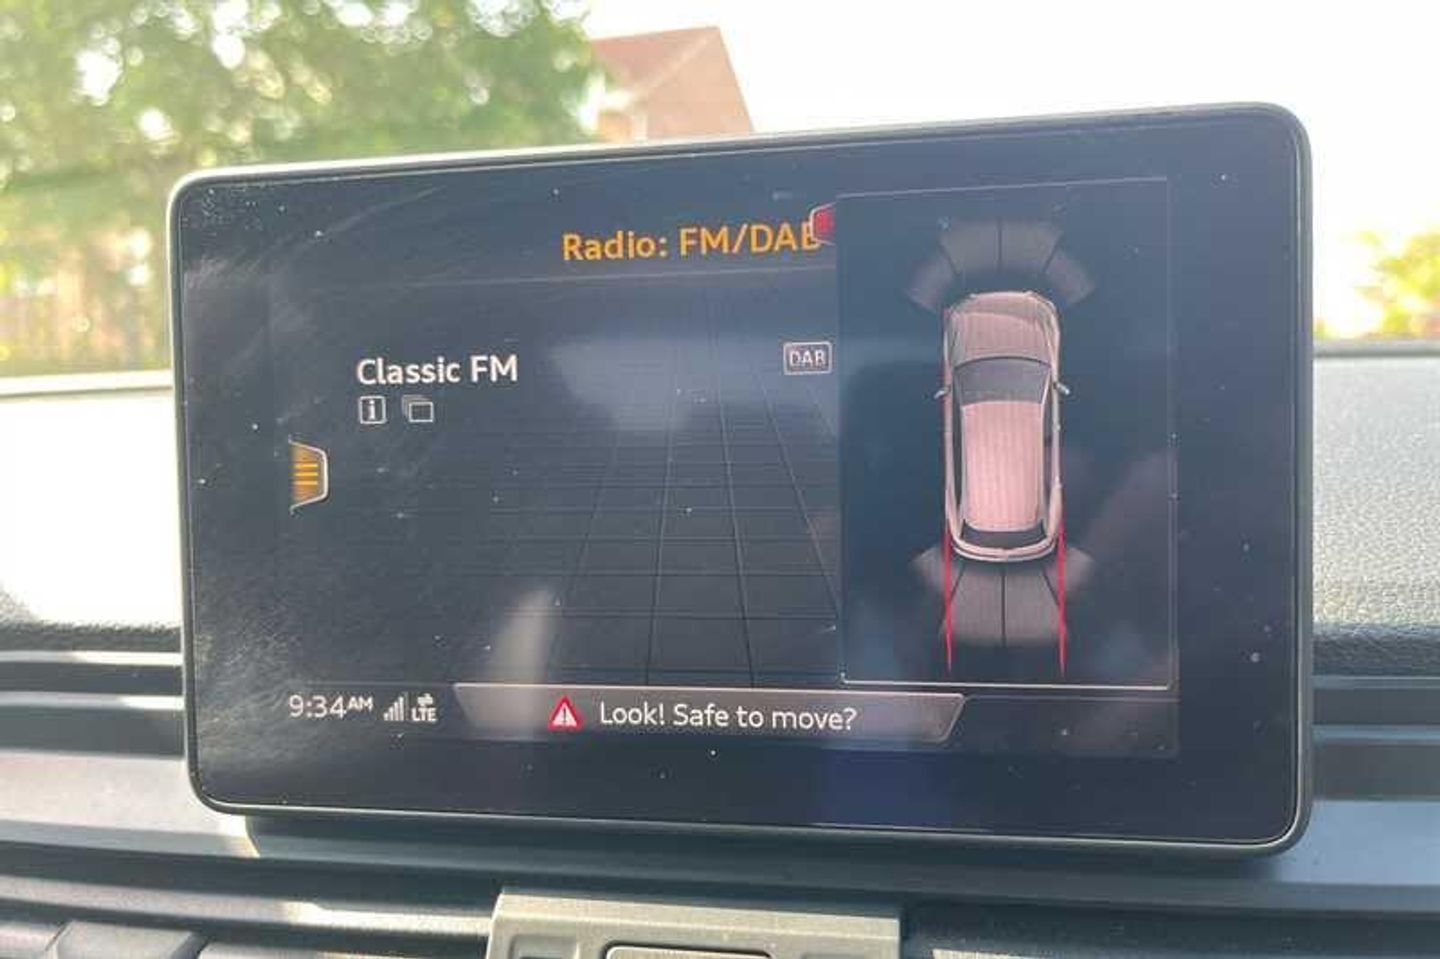 Radio: FM/DAB
Classic FM
DAB
9:34AM LTE
Look! Safe to move?